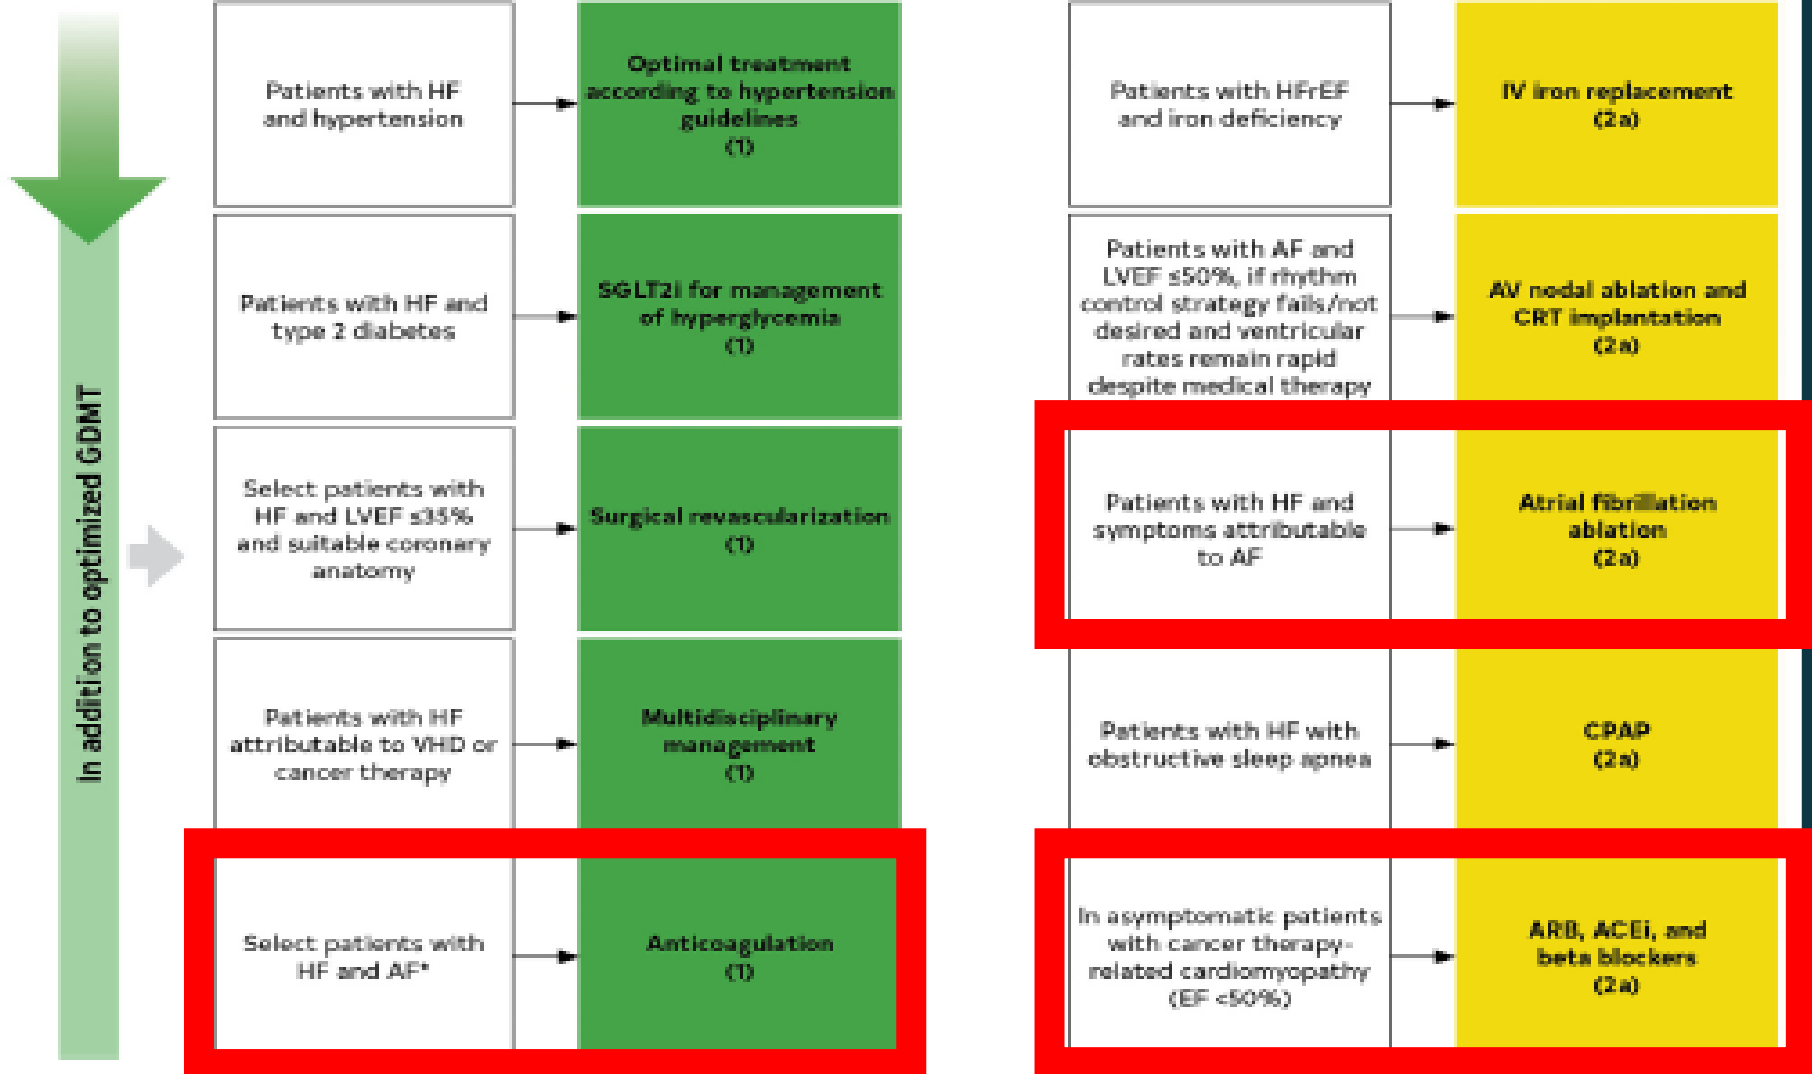 In addition to optimized GDMT
Patients with HF
and hypertension
Optimal treatment
according to hypertension
guidelines
(1)
Patients with HF and
type 2 diabetes
SGLT2i for management
of hyperglycemia
(1)
Select patients with
HF and LVEF ≤35%
and suitable coronary
anatomy
Surgical revascularization
(1)
Patients with HF
attributable to VHD or
cancer therapy
Multidisciplinary
management
(1)
Select patients with
HF and AF*
Anticoagulation
(1)
Patients with HFrEF
and iron deficiency
IV iron replacement
(2a)
Patients with AF and
LVEF ≤50%, if rhythm
control strategy fails/not
desired and ventricular
rates remain rapid
despite medical therapy
AV nodal ablation and
CRT implantation
(2a)
Patients with HF and
symptoms attributable
to AF
Atrial fibrillation
ablation
(2a)
Patients with HF with
obstructive sleep apnea
CPAP
(2a)
In asymptomatic patients
with cancer therapy-
related cardiomyopathy
(EF <50%)
ARB, ACEi, and
beta blockers
(2a)